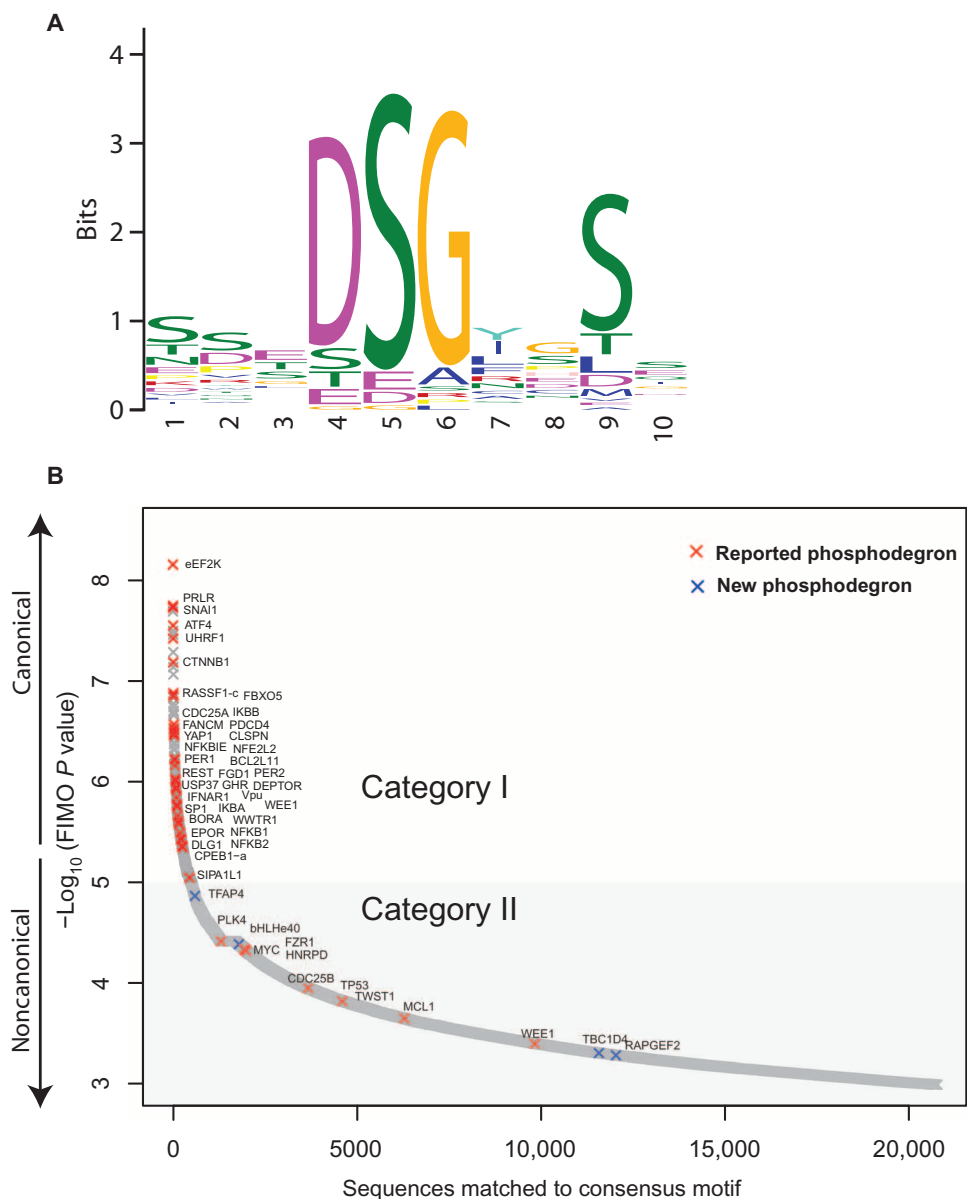 A
4
3
2
1
0
Bits
D S G S
1 2 3 4 5 6 7 8 9 10
B
Canonical
Noncanonical
−Log10 (FIMO P value)
8
7
6
5
4
3
Reported phosphodegron
New phosphodegron
eEF2K
PRLR
SNAI1
ATF4
UHRF1
CTNNB1
RASSF1-c FBXO5
CDC25A IKBB
FANCM PDCD4
YAP1 CLSPN
NFKBIE NFE2L2
PER1 BCL2L11
REST FGD1 PER2
USP37 GHR DEPTOR
IFNAR1 Vpu WEE1
SP1 IKBA
BORA WWTR1
EPOR NFKB1
DLG1 NFKB2
CPEB1−a
SIPA1L1
Category I
Category II
TFAP4
PLK4 bHLHe40
MYC FZR1
HNRPD
CDC25B TP53
TWST1
MCL1
WEE1 TBC1D4
RAPGEF2
0 5000 10,000 15,000 20,000
Sequences matched to consensus motif